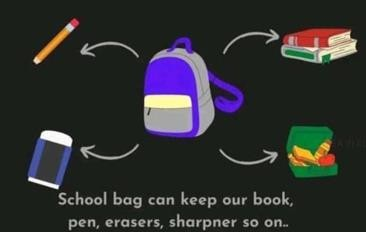 School bag can keep our book,
pen, erasers, sharpner so on..